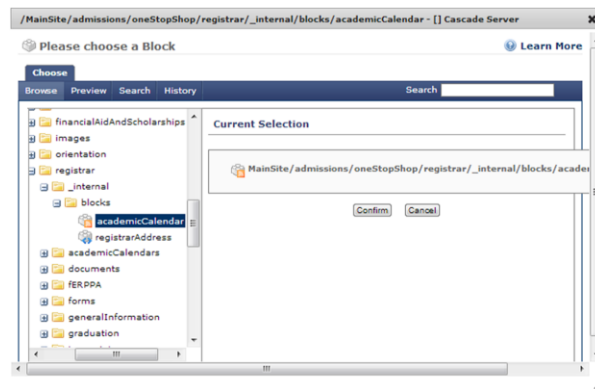 /MainSite/admissions/oneStopShop/registrar/_internal/blocks/academicCalendar - [] Cascade Server
Please choose a Block
Learn More
Choose
Browse Preview Search History
Search
financialAidAndScholarships
images
orientation
registrar
_internal
blocks
academicCalendar
registrarAddress
academicCalendars
documents
fERPPA
forms
generalInformation
graduation
Current Selection
MainSite/admissions/oneStopShop/registrar/_internal/blocks/acade
Confirm Cancel